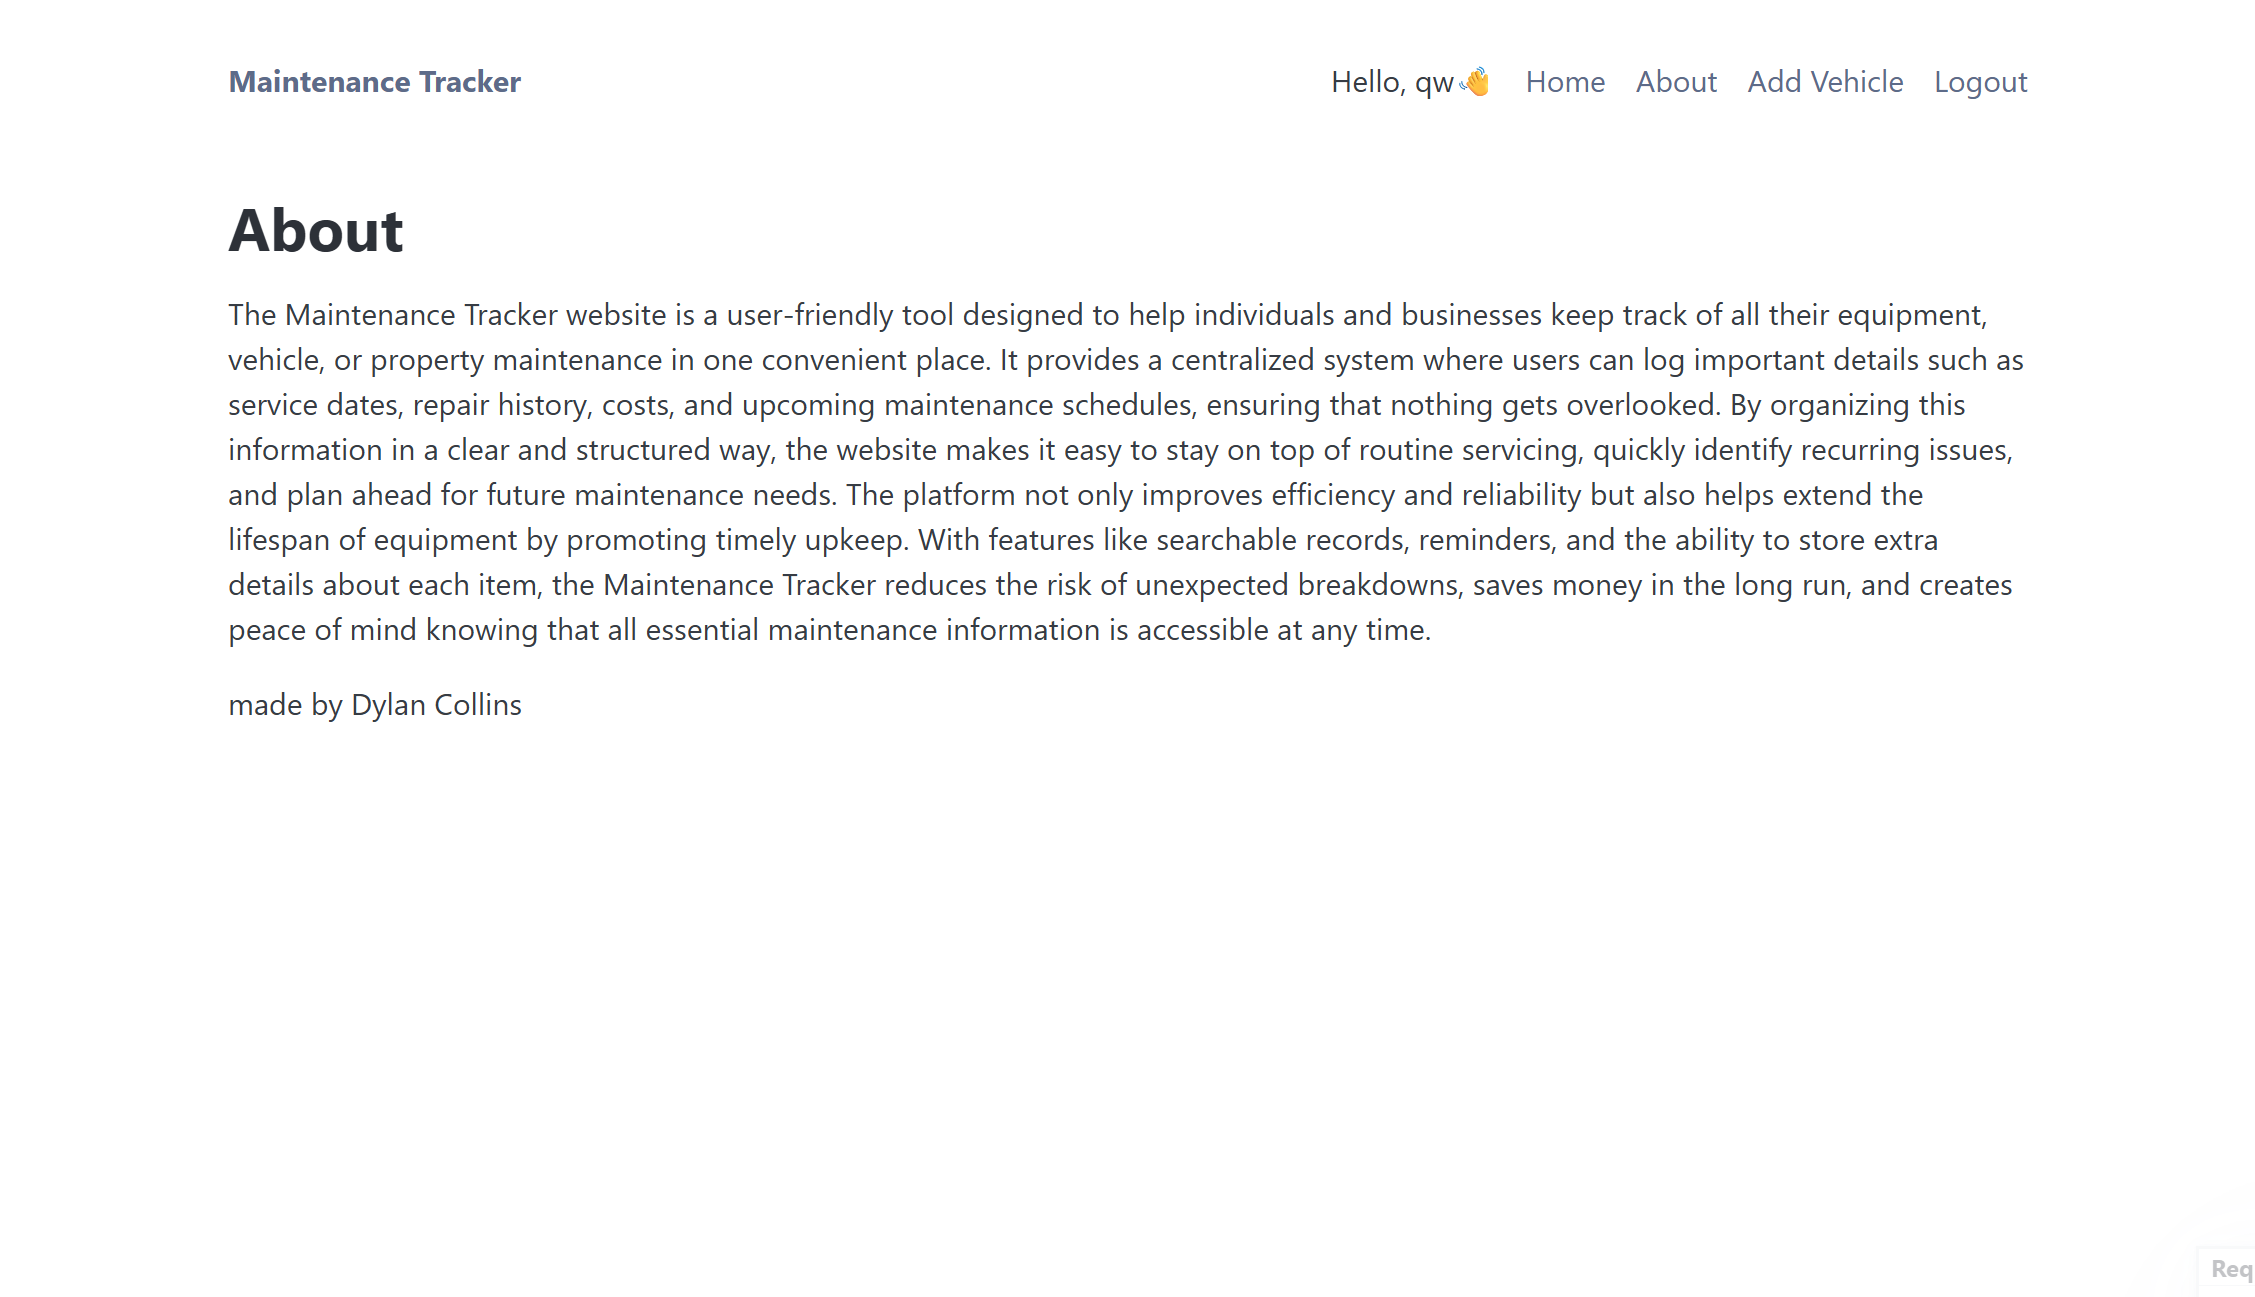 Maintenance Tracker
Hello, qw👋 Home About Add Vehicle Logout
About
The Maintenance Tracker website is a user-friendly tool designed to help individuals and businesses keep track of all their equipment,
vehicle, or property maintenance in one convenient place. It provides a centralized system where users can log important details such as
service dates, repair history, costs, and upcoming maintenance schedules, ensuring that nothing gets overlooked. By organizing this
information in a clear and structured way, the website makes it easy to stay on top of routine servicing, quickly identify recurring issues,
and plan ahead for future maintenance needs. The platform not only improves efficiency and reliability but also helps extend the
lifespan of equipment by promoting timely upkeep. With features like searchable records, reminders, and the ability to store extra
details about each item, the Maintenance Tracker reduces the risk of unexpected breakdowns, saves money in the long run, and creates
peace of mind knowing that all essential maintenance information is accessible at any time.
made by Dylan Collins
Req